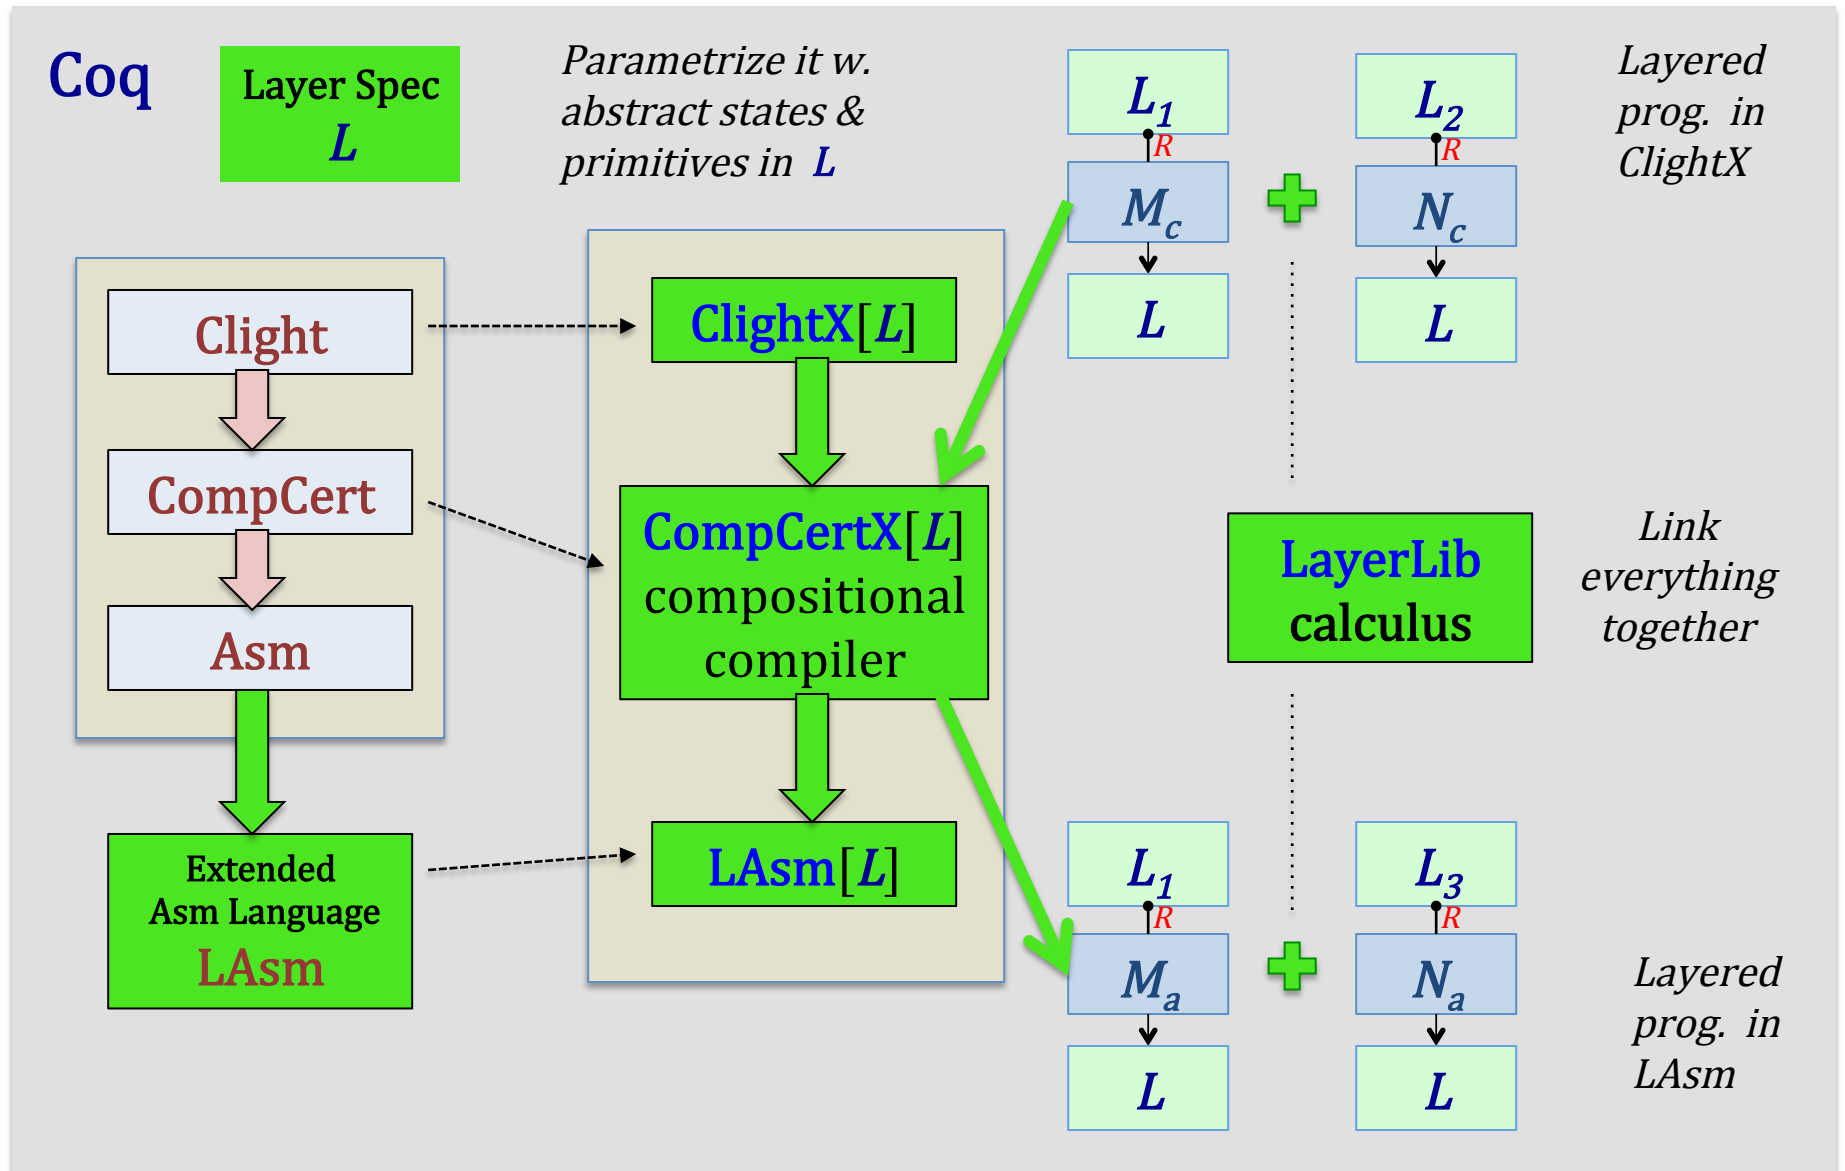 Coq
Layer Spec
L
Parametrize it w.
abstract states &
primitives in L
L1
R
Mc
L
L2
R
Nc
L
Layered
prog. in
ClightX
Clight
CompCert
Asm
Extended
Asm Language
LAsm
ClightX[L]
CompCertX[L]
compositional
compiler
LAsm[L]
LayerLib
calculus
Link
everything
together
L1
R
Ma
L
L3
R
Na
L
Layered
prog. in
LAsm